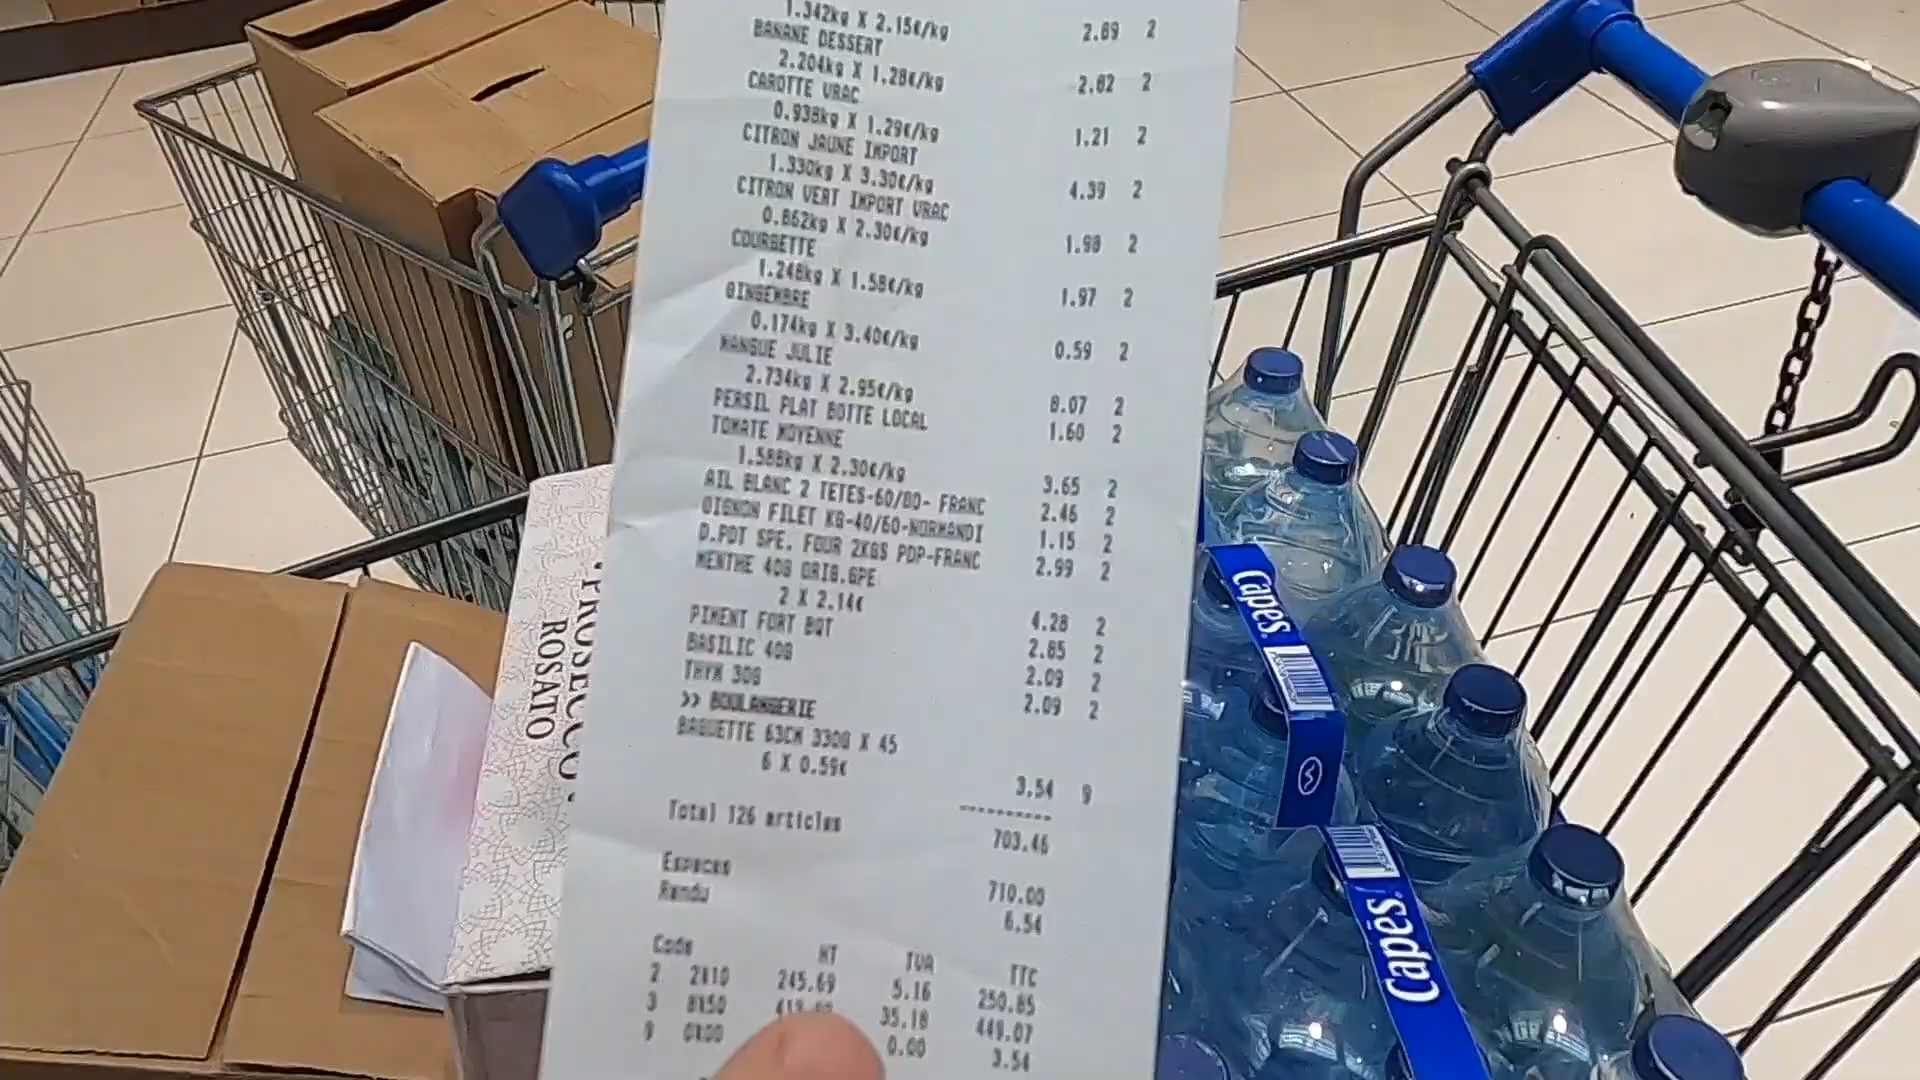 1.342kg X 2.15€/kg 2.89 2
BANANE DESSERT
2.204kg X 1.28€/kg 2.82 2
CAROTTE VRAC
0.938kg X 1.29€/kg 1.21 2
CITRON JAUNE IMPORT
1.330kg X 3.30€/kg 4.39 2
CITRON VERT IMPORT VRAC
0.862kg X 2.30€/kg 1.98 2
COURGETTE
1.248kg X 1.58€/kg 1.97 2
GINGEMBRE
0.174kg X 3.40€/kg 0.59 2
MANGUE JULIE
2.734kg X 2.95€/kg 8.07 2
PERSIL PLAT BOTTE LOCAL 1.60 2
TOMATE MOYENNE
1.588kg X 2.30€/kg 3.65 2
AIL BLANC 2 TETES-60/80- FRANC 2.46 2
OIGNON FILET KG-40/60-NORMANDI 1.15 2
D.PDT SPE. FOUR 2KGS PDP-FRANC 2.99 2
MENTHE 40G ORIG.GPE
2 X 2.14€ 4.28 2
PIMENT FORT BQT 2.85 2
BASILIC 40G 2.09 2
THYM 30G 2.09 2
>> BOULANGERIE
BAGUETTE 63CM 330G X 45
6 X 0.59€ 3.54 9
Total 126 articles 703.46
Especes 710.00
Rendu 6.54
Code HT TVA TTC
2 2%10 245.69 5.16 250.85
3 8%50 35.18 449.07
9 0%00 0.00 3.54
ROSATO
Capès
Capès